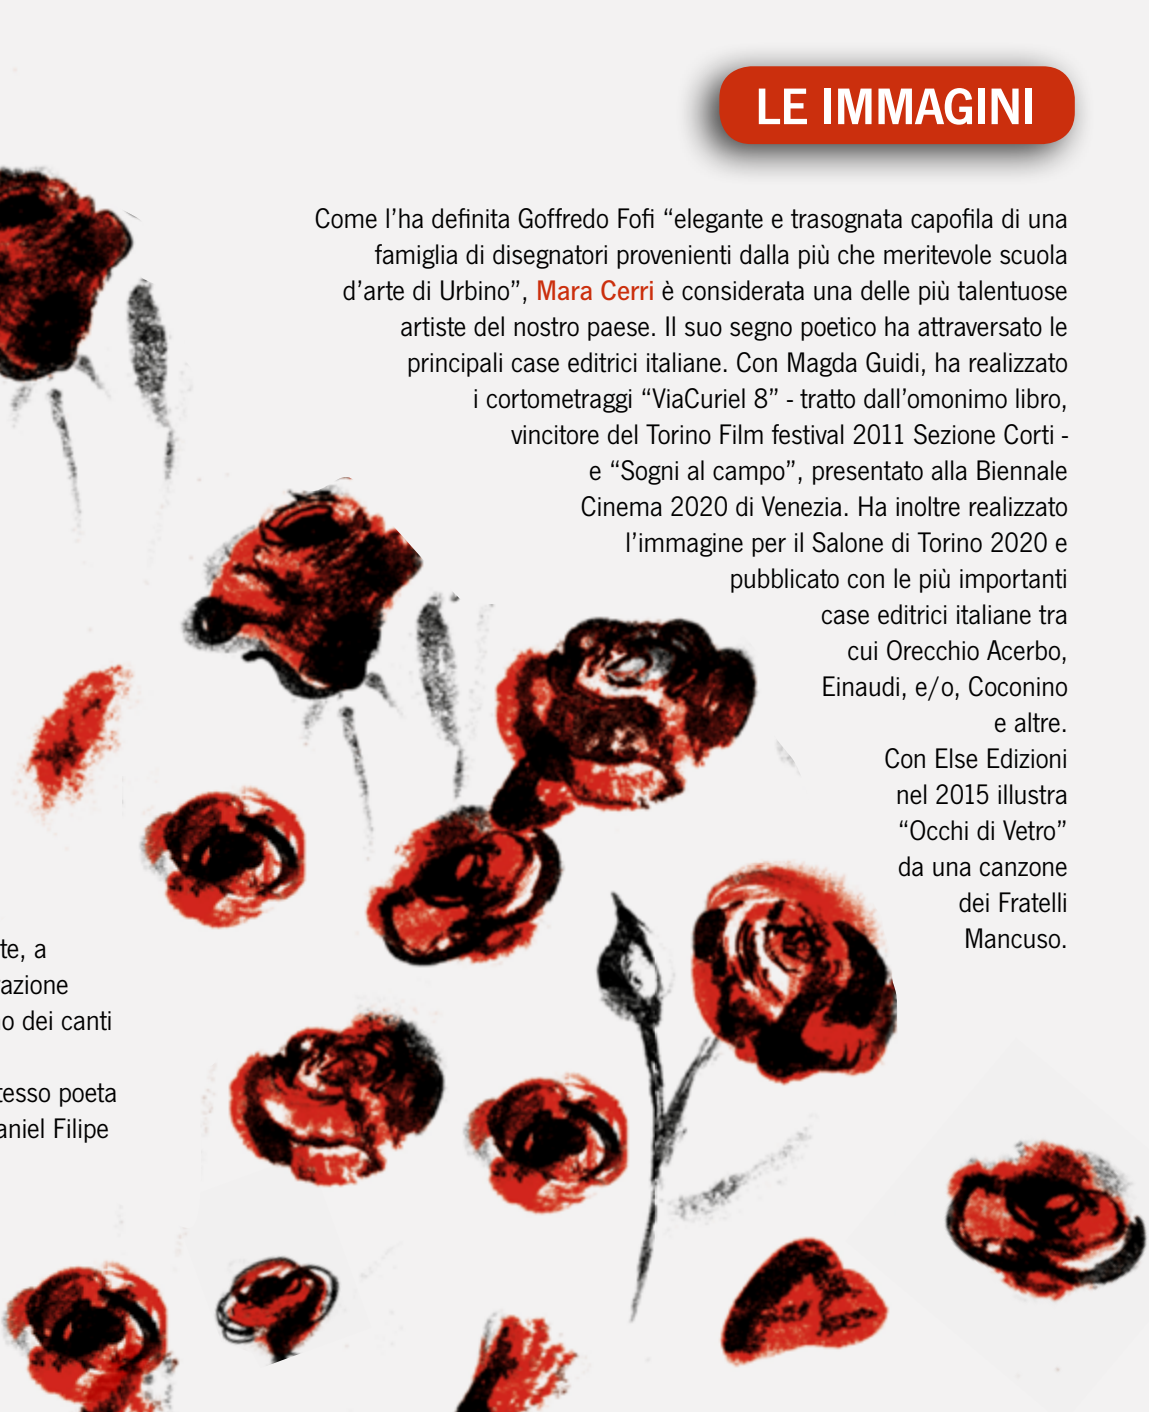 LE IMMAGINI
Come l’ha definita Goffredo Fofi “elegante e trasognata capofila di una
famiglia di disegnatori provenienti dalla più che meritevole scuola
d’arte di Urbino”, Mara Cerri è considerata una delle più talentuose
artiste del nostro paese. Il suo segno poetico ha attraversato le
principali case editrici italiane. Con Magda Guidi, ha realizzato
i cortometraggi “ViaCuriel 8” - tratto dall’omonimo libro,
vincitore del Torino Film festival 2011 Sezione Corti -
e “Sogni al campo”, presentato alla Biennale
Cinema 2020 di Venezia. Ha inoltre realizzato
l’immagine per il Salone di Torino 2020 e
pubblicato con le più importanti
case editrici italiane tra
cui Orecchio Acerbo,
Einaudi, e/o, Coconino
e altre.
Con Else Edizioni
nel 2015 illustra
“Occhi di Vetro”
da una canzone
dei Fratelli
Mancuso.
te, a
azione
o dei canti
tesso poeta
aniel Filipe